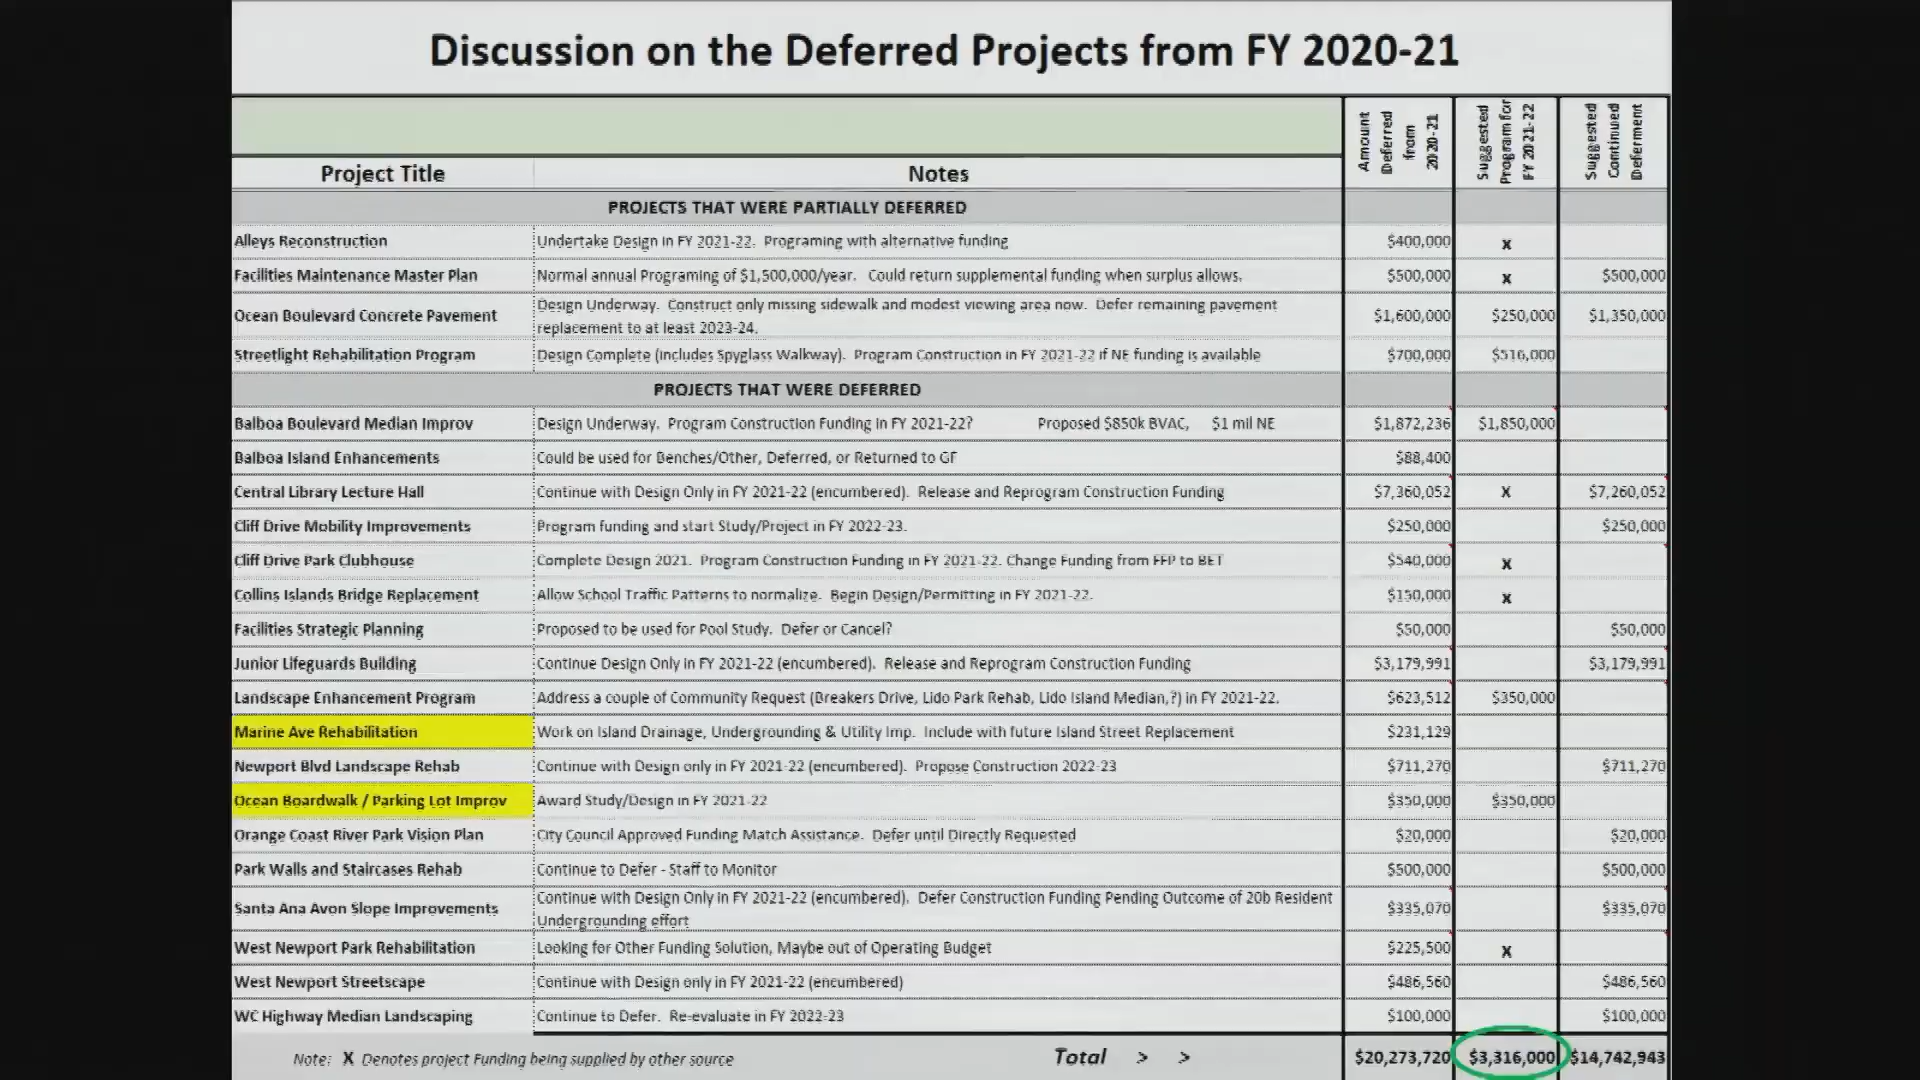 Discussion on the Deferred Projects from FY 2020-21
Project Title Notes Amount Deferred from 2020-21 Suggested Program for FY 2021-22 Suggested Continued Deferment
PROJECTS THAT WERE PARTIALLY DEFERRED
Alleys Reconstruction Undertake Design in FY 2021-22. Programing with alternative funding $400,000 x
Facilities Maintenance Master Plan Normal annual Programing of $1,500,000/year. Could return supplemental funding when surplus allows. $500,000 x $500,000
Ocean Boulevard Concrete Pavement Design Underway. Construct only missing sidewalk and modest viewing area now. Defer remaining pavement
replacement to at least 2023-24. $1,600,000 $250,000 $1,350,000
Streetlight Rehabilitation Program Design Complete (includes Spyglass Walkway). Program Construction in FY 2021-22 if NE funding is available $700,000 $516,000
PROJECTS THAT WERE DEFERRED
Balboa Boulevard Median Improv Design Underway. Program Construction Funding in FY 2021-22? Proposed $850k BVAC, $1 mil NE $1,872,236 $1,850,000
Balboa Island Enhancements Could be used for Benches/Other, Deferred, or Returned to GF $88,400
Central Library Lecture Hall Continue with Design Only in FY 2021-22 (encumbered). Release and Reprogram Construction Funding $7,360,052 X $7,260,052
Cliff Drive Mobility Improvements Program funding and start Study/Project in FY 2022-23. $250,000 $250,000
Cliff Drive Park Clubhouse Complete Design 2021. Program Construction Funding in FY 2021-22. Change Funding from FFP to BET $540,000 x
Collins Islands Bridge Replacement Allow School Traffic Patterns to normalize. Begin Design/Permitting in FY 2021-22. $150,000 x
Facilities Strategic Planning Proposed to be used for Pool Study. Defer or Cancel? $50,000 $50,000
Junior Lifeguards Building Continue Design Only in FY 2021-22 (encumbered). Release and Reprogram Construction Funding $3,179,991 $3,179,991
Landscape Enhancement Program Address a couple of Community Request (Breakers Drive, Lido Park Rehab, Lido Island Median,?) in FY 2021-22. $623,512 $350,000
Marine Ave Rehabilitation Work on Island Drainage, Undergrounding & Utility Imp. Include with future Island Street Replacement $231,129
Newport Blvd Landscape Rehab Continue with Design only in FY 2021-22 (encumbered). Propose Construction 2022-23 $711,270 $711,270
Ocean Boardwalk / Parking Lot Improv Award Study/Design in FY 2021-22 $350,000 $350,000
Orange Coast River Park Vision Plan City Council Approved Funding Match Assistance. Defer until Directly Requested $20,000 $20,000
Park Walls and Staircases Rehab Continue to Defer - Staff to Monitor $500,000 $500,000
Santa Ana Avon Slope Improvements Continue with Design Only in FY 2021-22 (encumbered). Defer Construction Funding Pending Outcome of 20b Resident
Undergrounding effort $335,070 $335,070
West Newport Park Rehabilitation Looking for Other Funding Solution, Maybe out of Operating Budget $225,500 x
West Newport Streetscape Continue with Design only in FY 2021-22 (encumbered) $486,560 $486,560
WC Highway Median Landscaping Continue to Defer. Re-evaluate in FY 2022-23 $100,000 $100,000
Note: X Denotes project Funding being supplied by other source Total > > $20,273,720 $3,316,000 $14,742,943